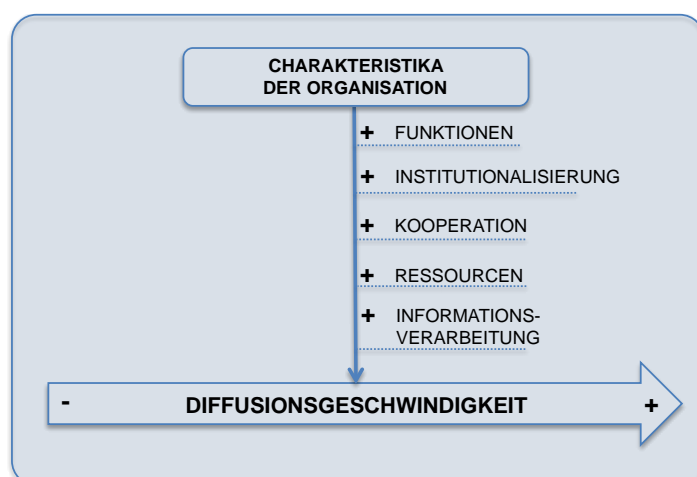 CHARAKTERISTIKA
DER ORGANISATION
+ FUNKTIONEN
+ INSTITUTIONALISIERUNG
+ KOOPERATION
+ RESSOURCEN
+ INFORMATIONS-
VERARBEITUNG
- DIFFUSIONSGESCHWINDIGKEIT +